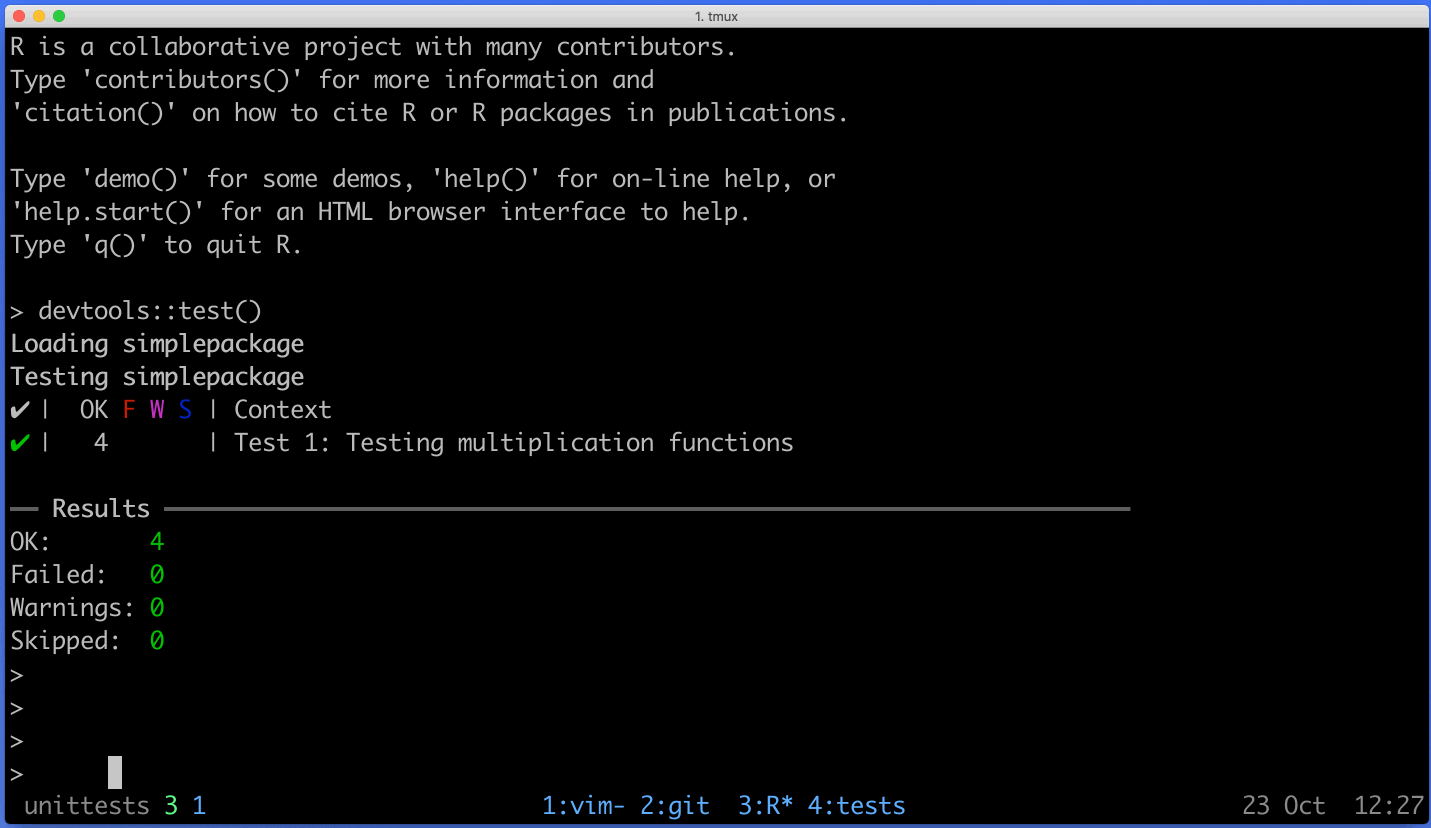 1. tmux
R is a collaborative project with many contributors.
Type 'contributors()' for more information and
'citation()' on how to cite R or R packages in publications.
Type 'demo()' for some demos, 'help()' for on-line help, or
'help.start()' for an HTML browser interface to help.
Type 'q()' to quit R.
> devtools::test()
Loading simplepackage
Testing simplepackage
✔ |  OK F W S | Context
✔ |   4       | Test 1: Testing multiplication functions
── Results ─────────────────────────────────────────────────────────────────────
OK:       4
Failed:   0
Warnings: 0
Skipped:  0
>
>
>
>
unittests 3 1 1:vim- 2:git  3:R* 4:tests 23 Oct  12:27